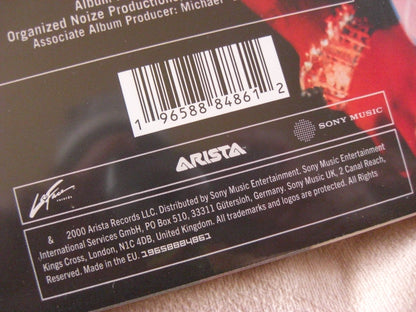 Album
Organized Noize Productions
Associate Album Producer: Michael
1 96588 84861 2
SONY MUSIC
ARISTA
LaFace
& 2000 Arista Records LLC. Distributed by Sony Music Entertainment. Sony Music Entertainment
International Services GmbH, PO Box 510, 33311 Gütersloh, Germany. Sony Music UK, 2 Canal Reach,
Kings Cross, London, N1C 4DB, United Kingdom. All trademarks and logos are protected. All Rights
Reserved. Made in the EU. 19658884861